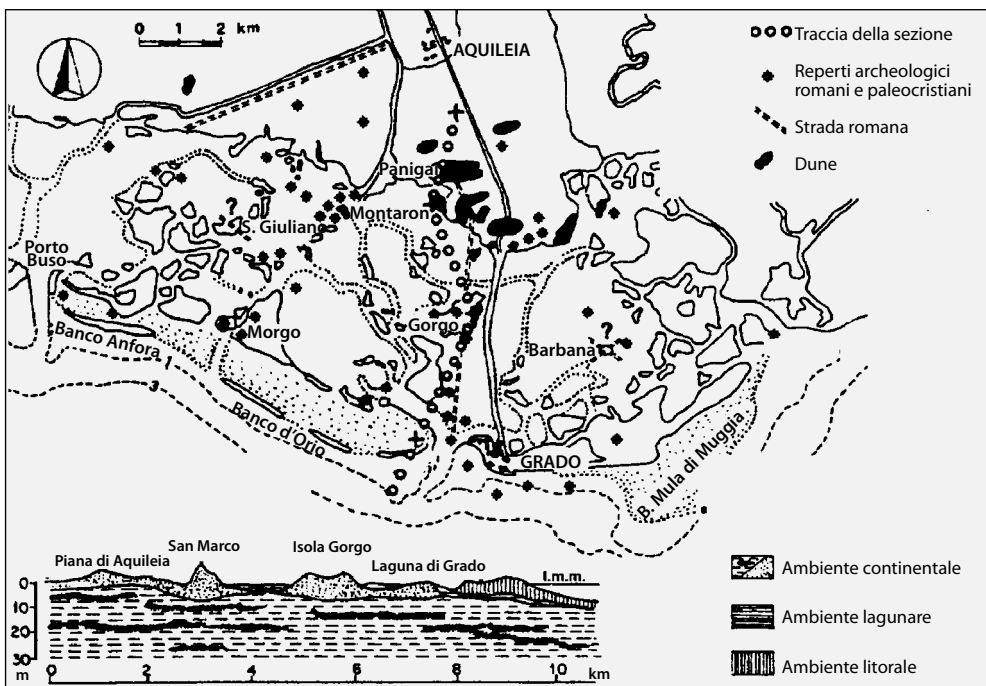 0 1 2 km
AQUILEIA
Traccia della sezione
Reperti archeologici
romani e paleocristiani
Strada romana
Dune
Panigai
?
S. Giuliano
Montaron
Porto
Buso
Morgo
Gorgo
?
Barbana
Banco Anfora
1
3
Banco d'Orio
GRADO
B. Mula di Muggia
Piana di Aquileia
San Marco
Isola Gorgo
Laguna di Grado
l.m.m.
0
10
20
30
m
0 2 4 6 8 10 km
Ambiente continentale
Ambiente lagunare
Ambiente litorale